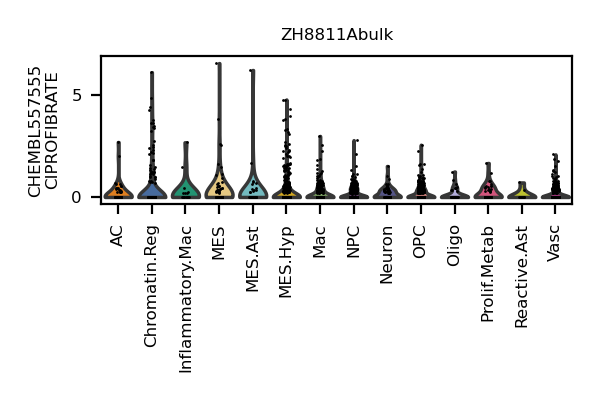 ZH8811Abulk
CHEMBL557555
CIPROFIBRATE
5
0
AC
Chromatin.Reg
Inflammatory.Mac
MES
MES.Ast
MES.Hyp
Mac
NPC
Neuron
OPC
Oligo
Prolif.Metab
Reactive.Ast
Vasc